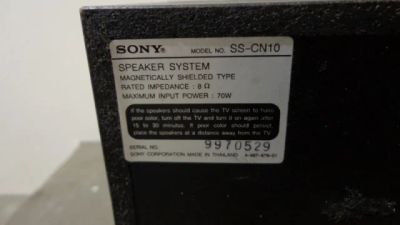 SONY® MODEL NO. SS-CN10
SPEAKER SYSTEM
MAGNETICALLY SHIELDED TYPE
RATED IMPEDANCE : 8 Ω
MAXIMUM INPUT POWER : 70W
If the speakers should cause the TV screen to have
poor color, turn off the TV and turn it on again after
15 to 30 minutes. If poor color should persist,
place the speakers at a distance away from the TV.
SERIAL NO. 9970529
SONY CORPORATION MADE IN THAILAND